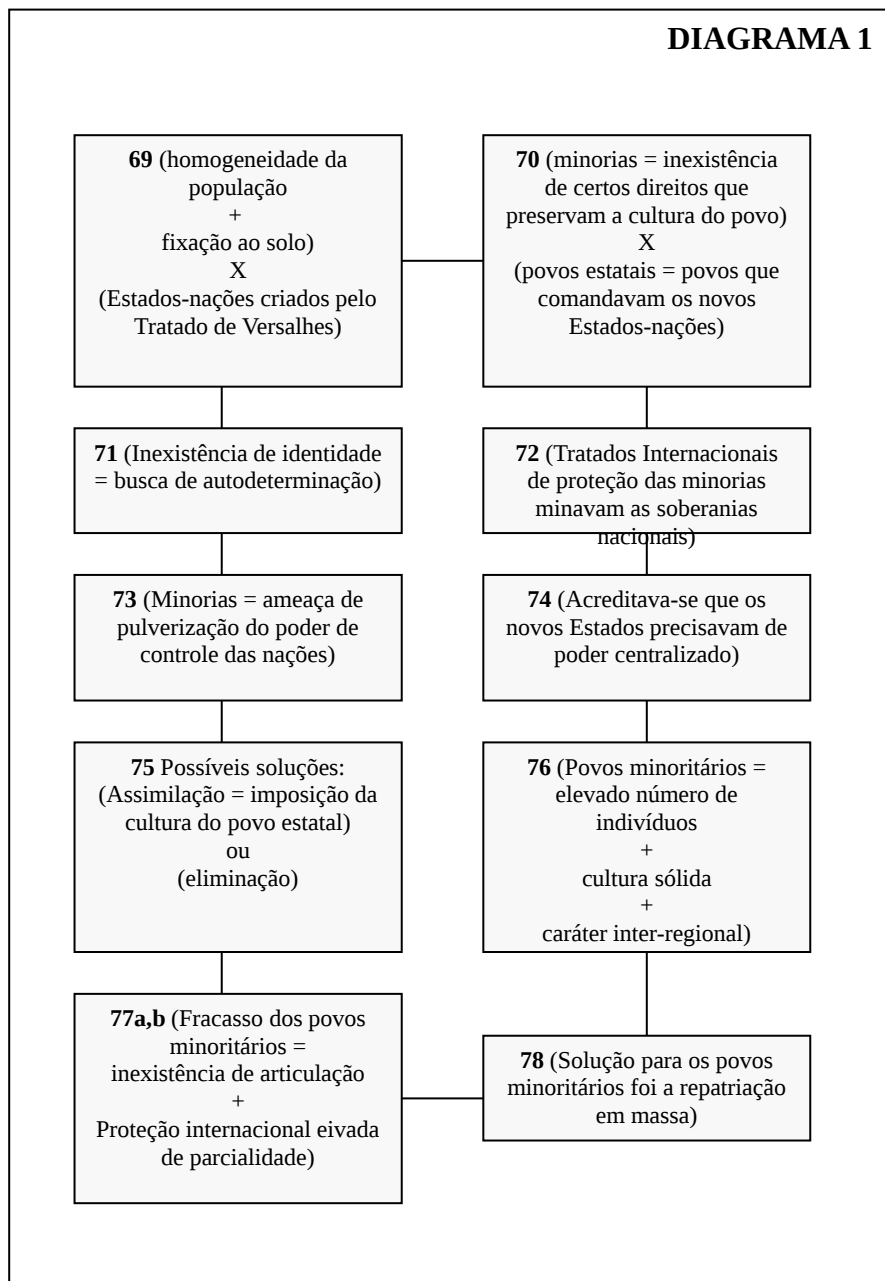 DIAGRAMA 1
69 (homogeneidade da
população
+
fixação ao solo)
X
(Estados-nações criados pelo
Tratado de Versalhes)
70 (minorias = inexistência
de certos direitos que
preservam a cultura do povo)
X
(povos estatais = povos que
comandavam os novos
Estados-nações)
71 (Inexistência de identidade
= busca de autodeterminação)
72 (Tratados Internacionais
de proteção das minorias
minavam as soberanias
nacionais)
73 (Minorias = ameaça de
pulverização do poder de
controle das nações)
74 (Acreditava-se que os
novos Estados precisavam de
poder centralizado)
75 Possíveis soluções:
(Assimilação = imposição da
cultura do povo estatal)
ou
(eliminação)
76 (Povos minoritários =
elevado número de
indivíduos
+
cultura sólida
+
caráter inter-regional)
77a,b (Fracasso dos povos
minoritários =
inexistência de articulação
+
Proteção internacional eivada
de parcialidade)
78 (Solução para os povos
minoritários foi a repatriação
em massa)